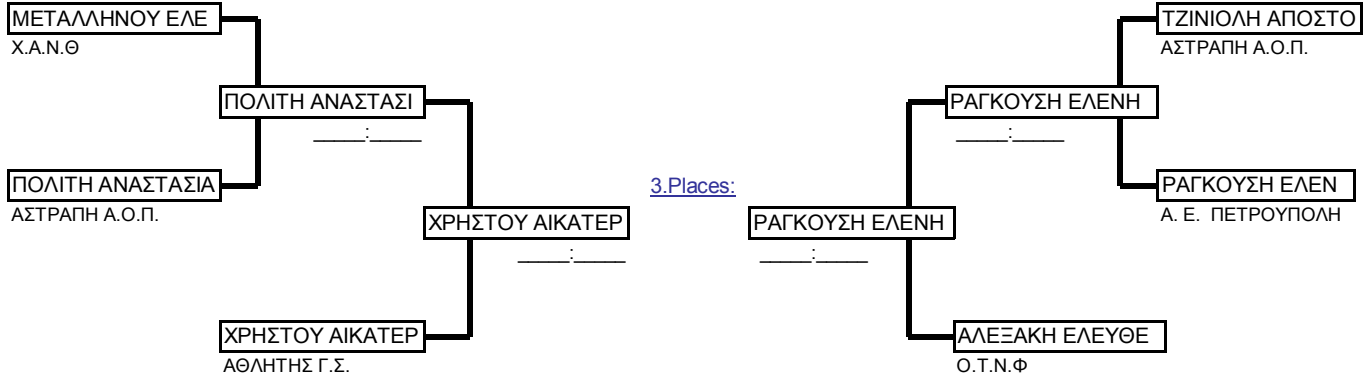 ΜΕΤΑΛΛΗΝΟΥ ΕΛΕ
Χ.Α.Ν.Θ
ΠΟΛΙΤΗ ΑΝΑΣΤΑΣΙ
_____:_____
ΠΟΛΙΤΗ ΑΝΑΣΤΑΣΙΑ
ΑΣΤΡΑΠΗ Α.Ο.Π.
ΧΡΗΣΤΟΥ ΑΙΚΑΤΕΡ
_____:_____
ΧΡΗΣΤΟΥ ΑΙΚΑΤΕΡ
ΑΘΛΗΤΗΣ Γ.Σ.
3.Places:
ΤΖΙΝΙΟΛΗ ΑΠΟΣΤΟ
ΑΣΤΡΑΠΗ Α.Ο.Π.
ΡΑΓΚΟΥΣΗ ΕΛΕΝΗ
_____:_____
ΡΑΓΚΟΥΣΗ ΕΛΕΝ
Α. Ε. ΠΕΤΡΟΥΠΟΛΗ
ΡΑΓΚΟΥΣΗ ΕΛΕΝΗ
_____:_____
ΑΛΕΞΑΚΗ ΕΛΕΥΘΕ
Ο.Τ.Ν.Φ